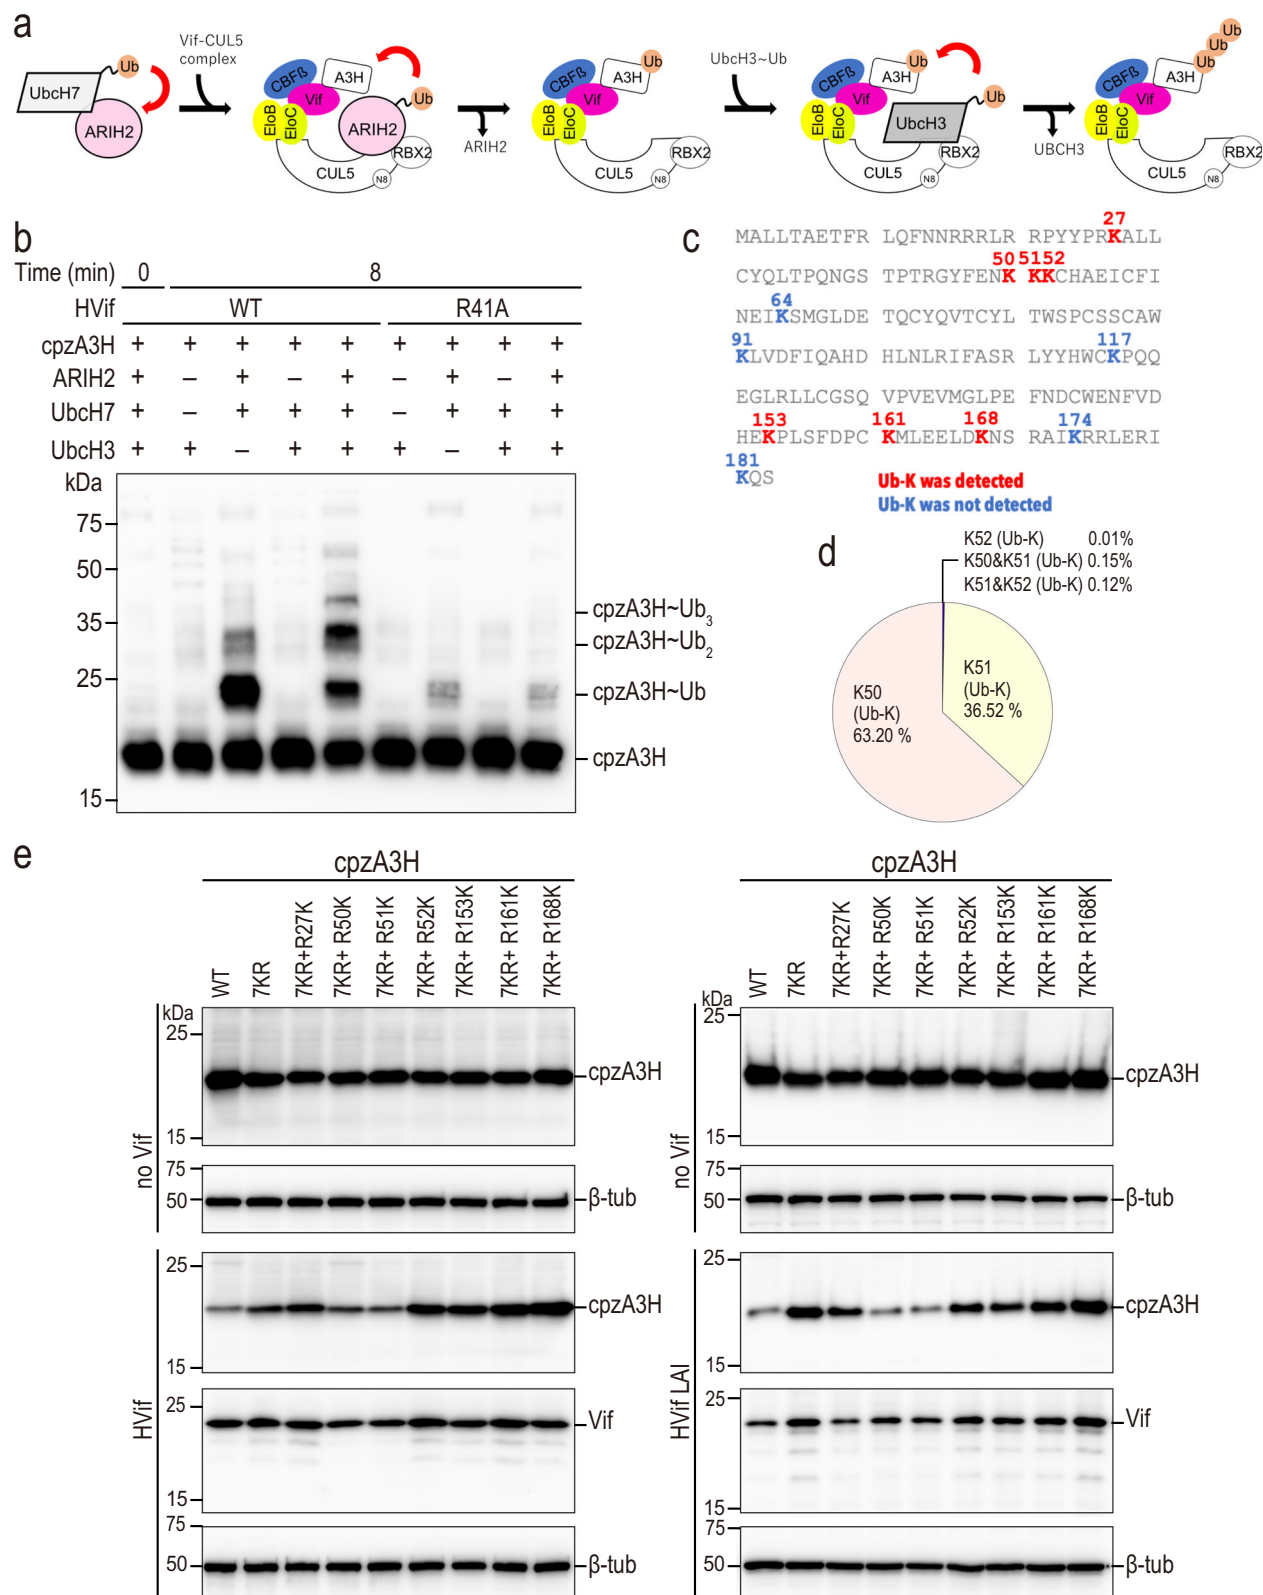 a
Vif-CUL5
complex
UbcH7
Ub
ARIH2
CBFß
A3H
Vif
EloB
EloC
Ub
ARIH2
RBX2
CUL5
N8
ARIH2
CBFß
A3H
Ub
Vif
EloB
EloC
RBX2
CUL5
N8
UbcH3~Ub
CBFß
A3H
Ub
Vif
EloB
EloC
UbcH3
Ub
RBX2
CUL5
N8
UBCH3
CBFß
A3H
Ub
Ub
Ub
Ub
Vif
EloB
EloC
RBX2
CUL5
N8
b
Time (min) 0 8
HVif WT R41A
cpzA3H + + + + + + + + +
ARIH2 + – + – + – + – +
UbcH7 + – + + + – + + +
UbcH3 + + – + + + – + +
kDa
75
50
35
25
15
cpzA3H~Ub3
cpzA3H~Ub2
cpzA3H~Ub
cpzA3H
c
27
MALLTAETFR LQFNNRRRLR RPYYPRKALL
50 51 52
CYQLTPQNGS TPTRGYFENK KKCHAEICFI
64
NEIKSMGLDE TQCYQVTCYL TWSPCSSCAW
91 117
KLVDFIQAHD HLNLRIFASR LYYHWCKPQQ
EGLRLLCGSQ VPVEVMGLPE FNDCWENFVD
153 161 168 174
HEKPLSFDPC KMLEELDKNS RAIKRRLERI
181
KQS
Ub-K was detected
Ub-K was not detected
d
K52 (Ub-K) 0.01%
K50&K51 (Ub-K) 0.15%
K51&K52 (Ub-K) 0.12%
K50
(Ub-K)
63.20 %
K51
(Ub-K)
36.52 %
e
cpzA3H
WT
7KR
7KR+R27K
7KR+ R50K
7KR+ R51K
7KR+ R52K
7KR+ R153K
7KR+ R161K
7KR+ R168K
no Vif
kDa
25
15
cpzA3H
75
50
β-tub
HVif
25
15
cpzA3H
25
15
Vif
75
50
β-tub
cpzA3H
WT
7KR
7KR+R27K
7KR+ R50K
7KR+ R51K
7KR+ R52K
7KR+ R153K
7KR+ R161K
7KR+ R168K
no Vif
kDa
25
15
cpzA3H
75
50
β-tub
HVif LAI
25
15
cpzA3H
25
15
Vif
75
50
β-tub